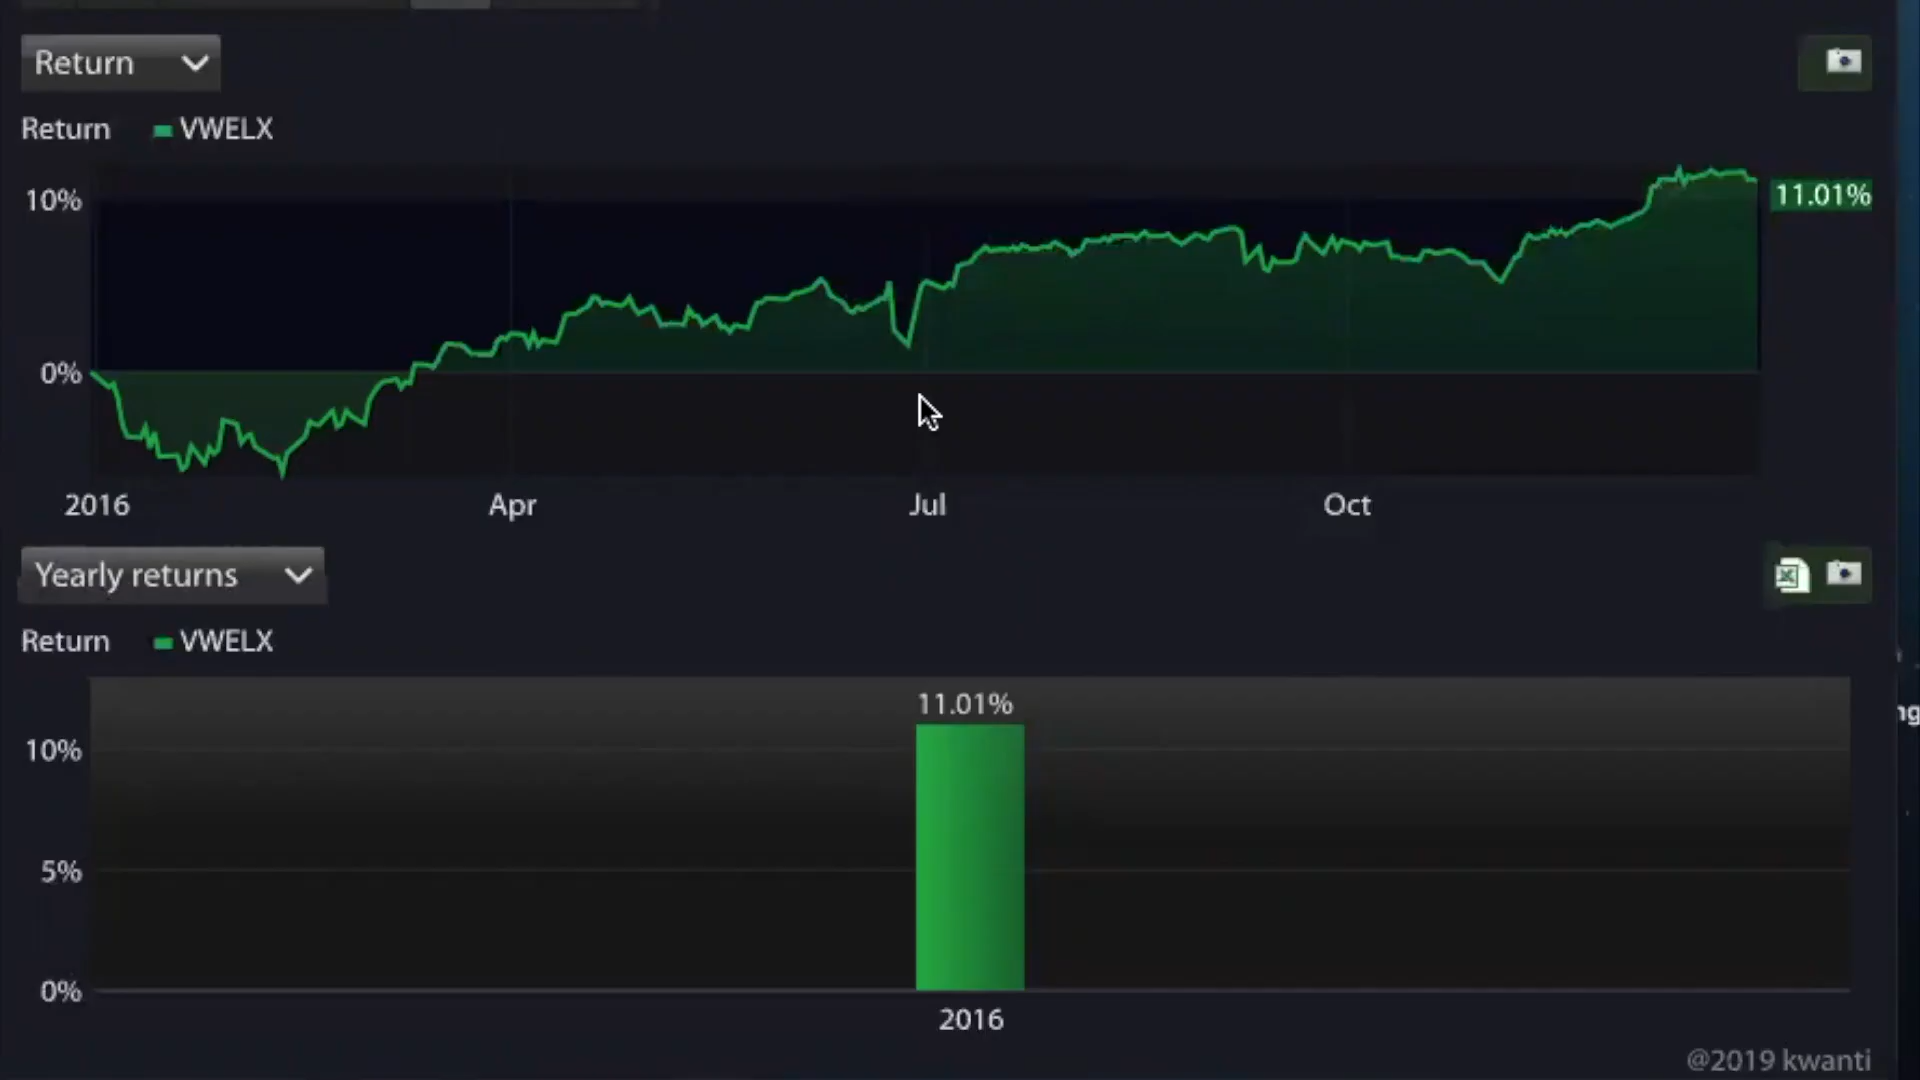 Return
Return VWELX
10%
11.01%
0%
2016 Apr Jul Oct
Yearly returns
Return VWELX
11.01%
10%
5%
0%
2016
@2019 kwanti